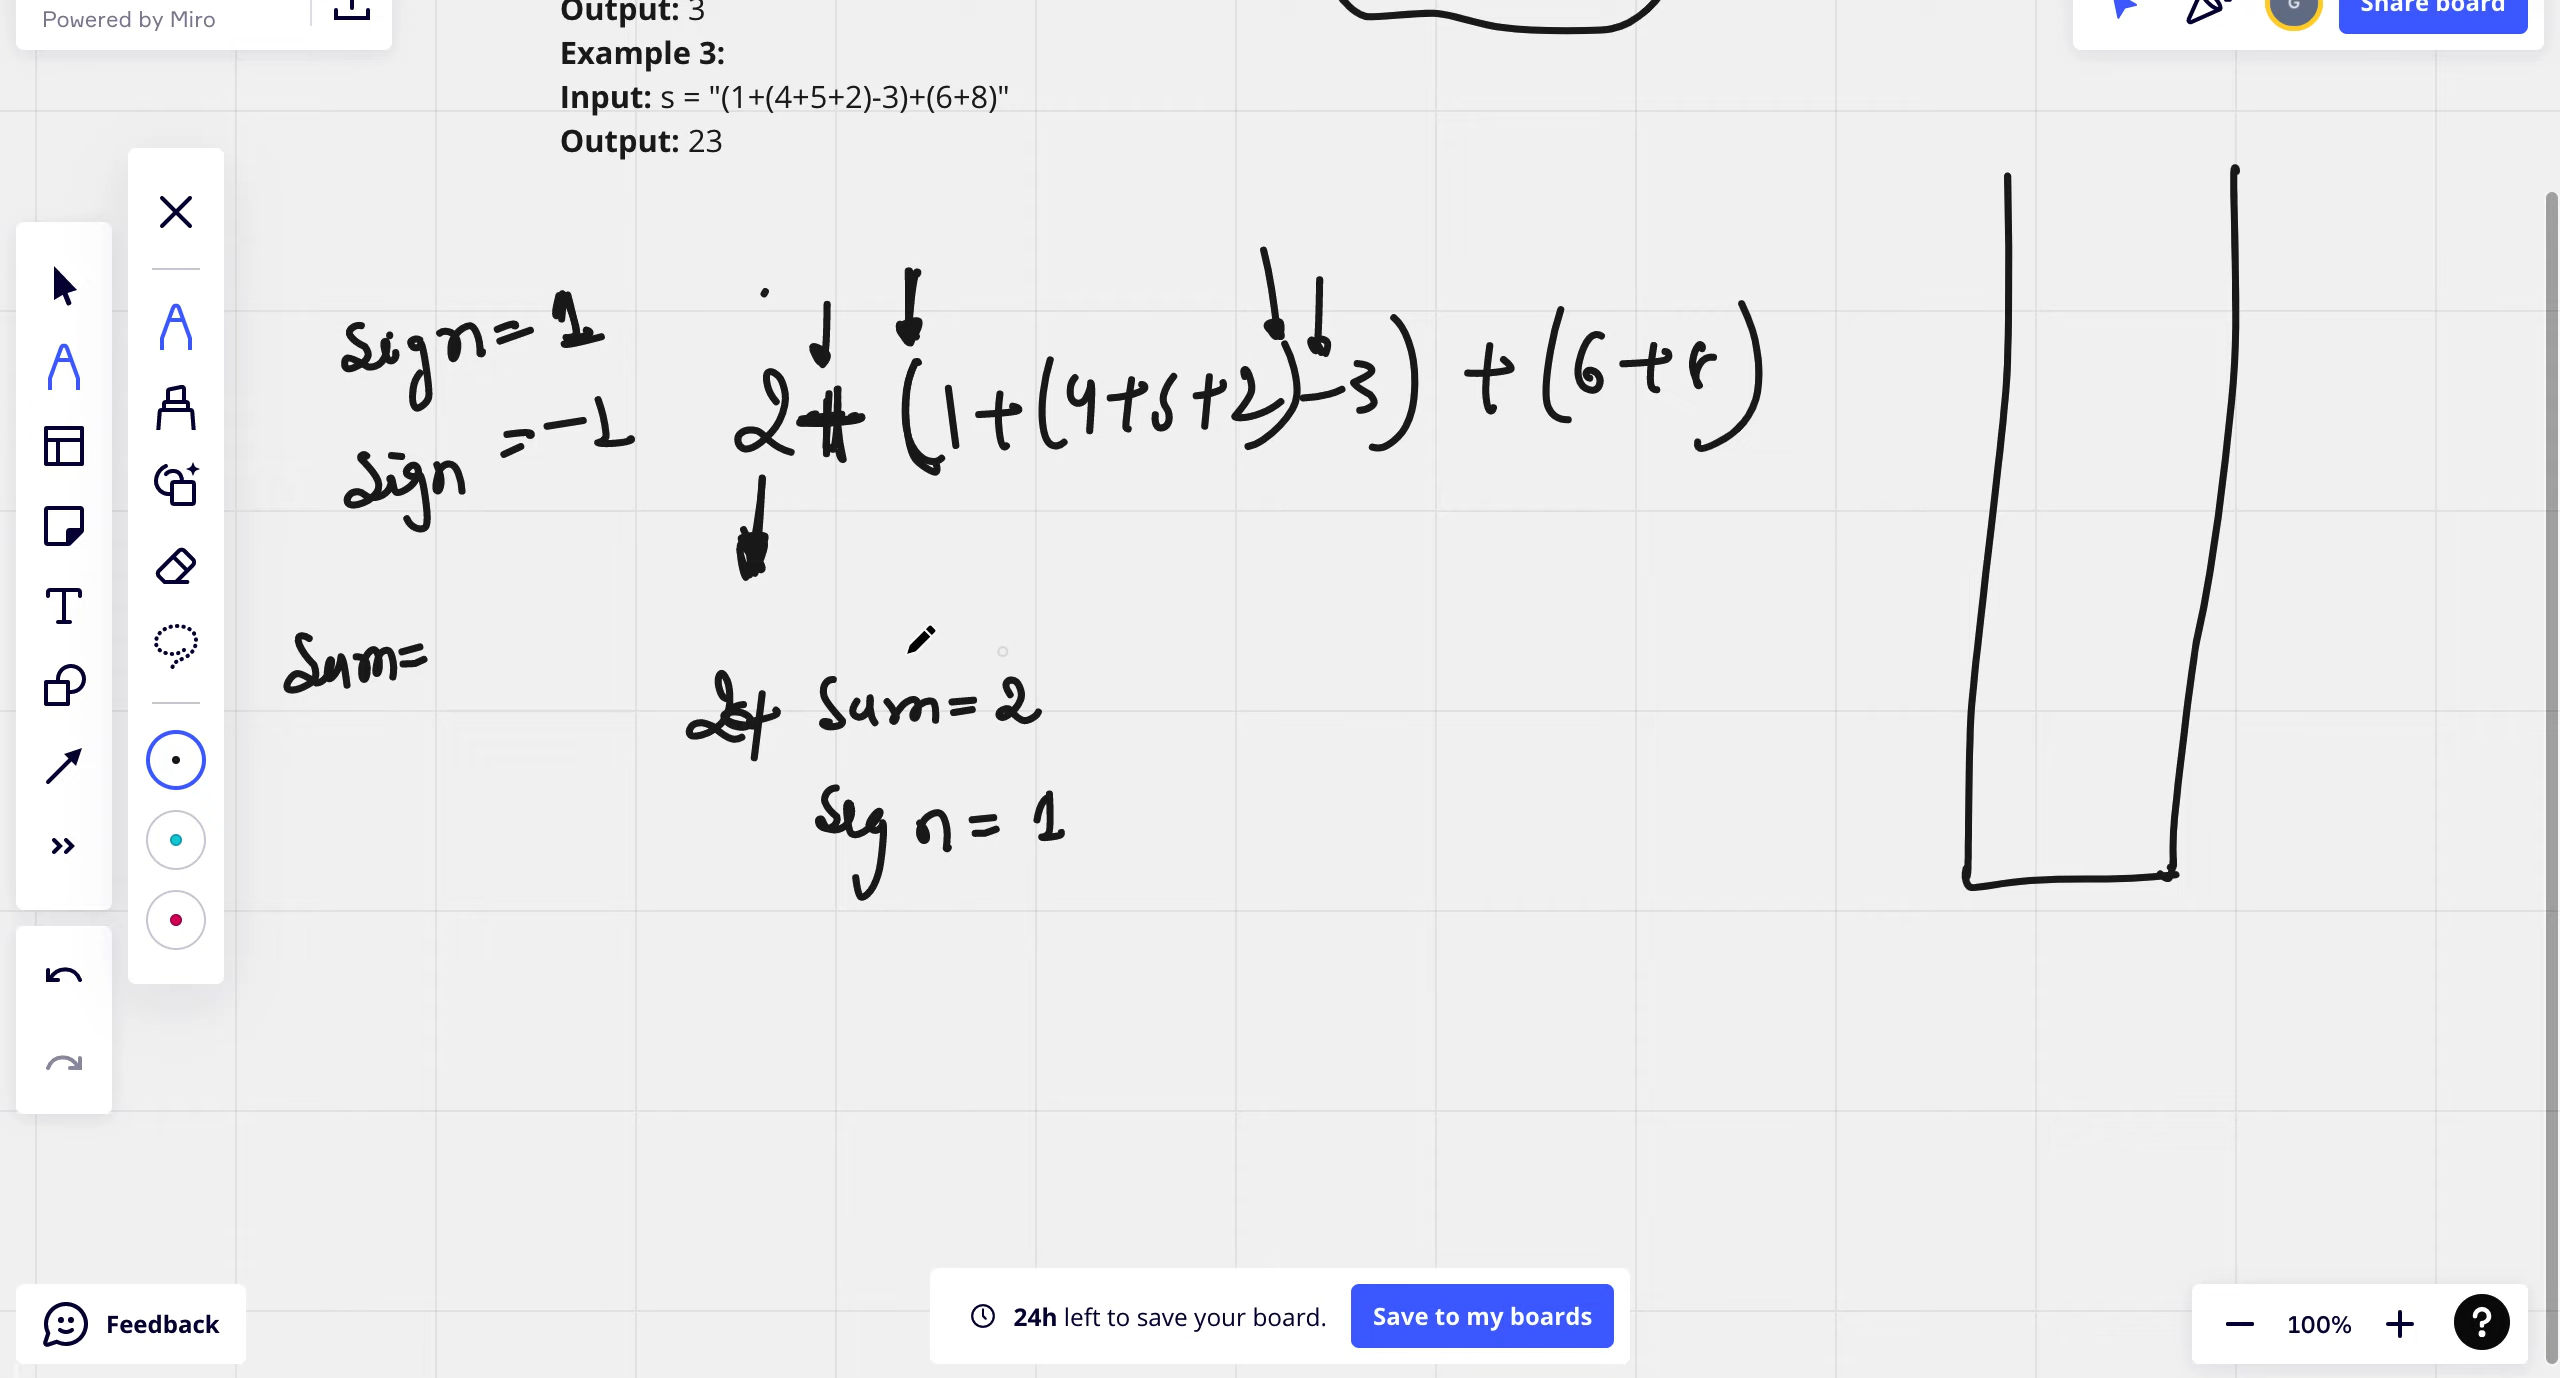 Powered by Miro
Share board
G
Output: 3
Example 3:
Input: s = "(1+(4+5+2)-3)+(6+8)"
Output: 23
Sign = 1
Sign = -1
2+ (1+(4+5+2)-3) + (6+8)
Sum=
2+ Sum=2
Sign = 1
Feedback
24h left to save your board.
Save to my boards
100%